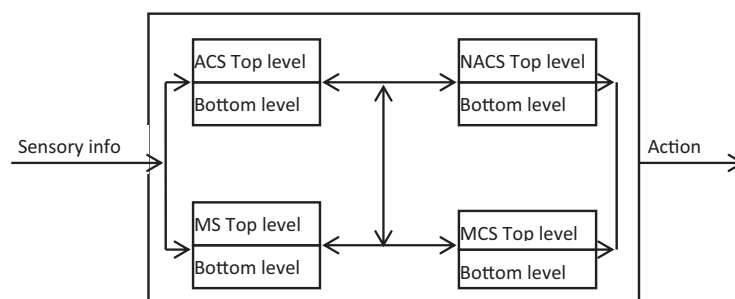 ACS Top level
Bottom level
NACS Top level
Bottom level
Sensory info
Action
MS Top level
Bottom level
MCS Top level
Bottom level